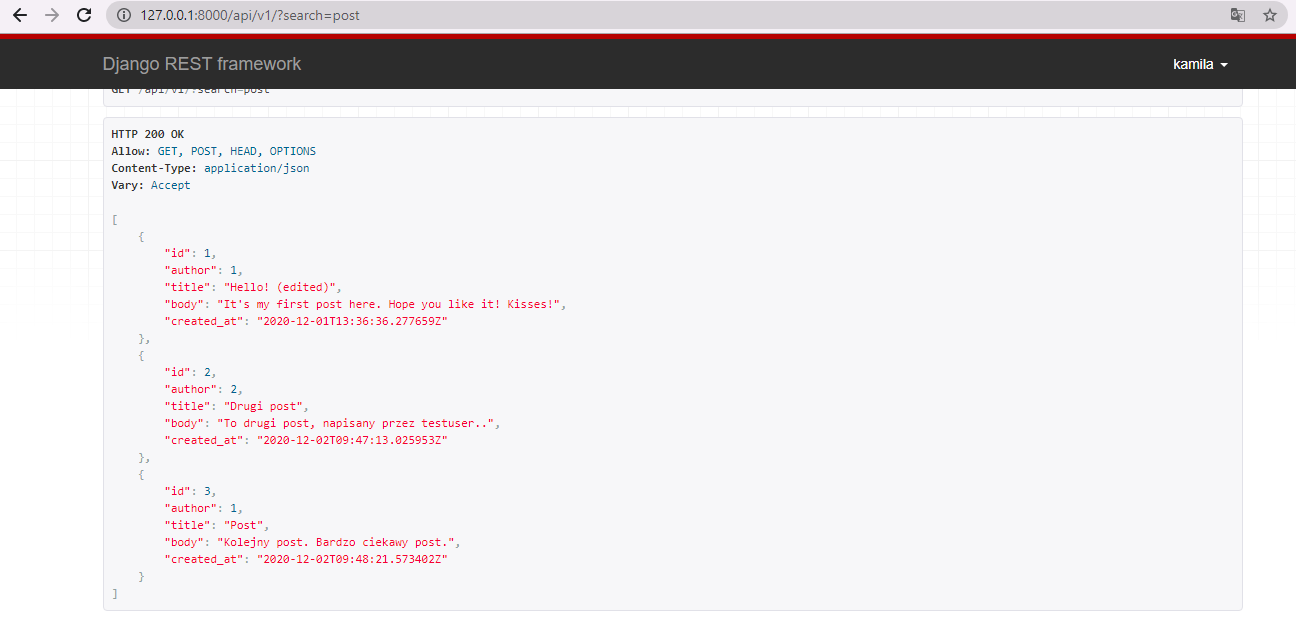 127.0.0.1:8000/api/v1/?search=post
Django REST framework
kamila
GET /api/v1/?search=post
HTTP 200 OK
Allow: GET, POST, HEAD, OPTIONS
Content-Type: application/json
Vary: Accept
[
{
"id": 1,
"author": 1,
"title": "Hello! (edited)",
"body": "It's my first post here. Hope you like it! Kisses!",
"created_at": "2020-12-01T13:36:36.277659Z"
},
{
"id": 2,
"author": 2,
"title": "Drugi post",
"body": "To drugi post, napisany przez testuser..",
"created_at": "2020-12-02T09:47:13.025953Z"
},
{
"id": 3,
"author": 1,
"title": "Post",
"body": "Kolejny post. Bardzo ciekawy post.",
"created_at": "2020-12-02T09:48:21.573402Z"
}
]